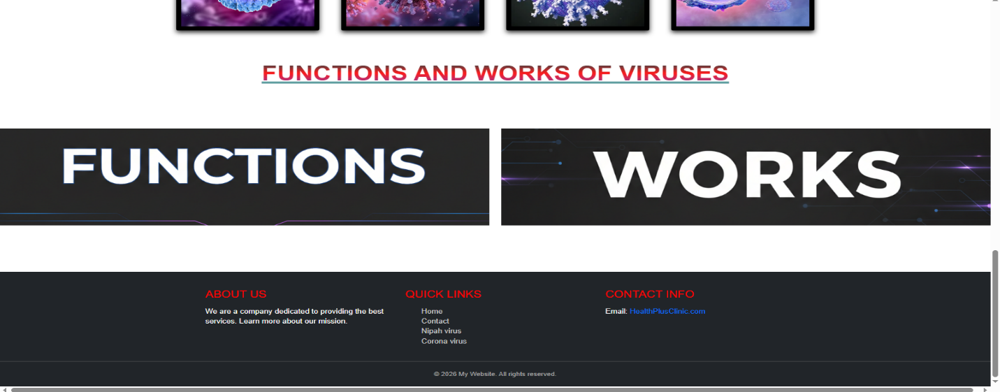 FUNCTIONS AND WORKS OF VIRUSES
FUNCTIONS
WORKS
ABOUT US
We are a company dedicated to providing the best
services. Learn more about our mission.
QUICK LINKS
Home
Contact
Nipah virus
Corona virus
CONTACT INFO
Email: HealthPlusClinic.com
© 2026 My Website. All rights reserved.